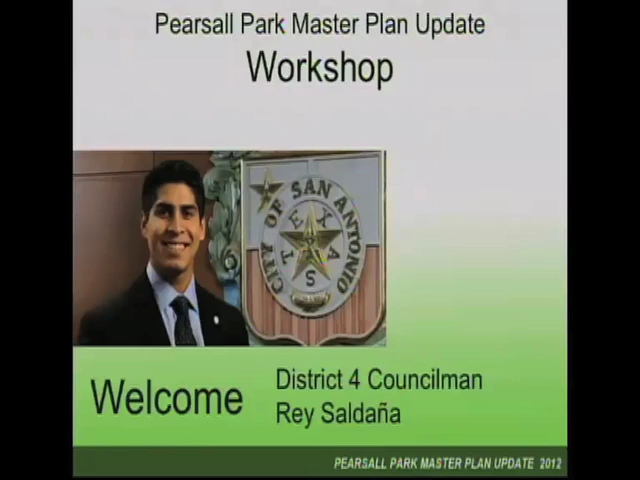 Pearsall Park Master Plan Update
Workshop
CITY OF SAN ANTONIO
TEXAS
Welcome
District 4 Councilman
Rey Saldaña
PEARSALL PARK MASTER PLAN UPDATE 2012